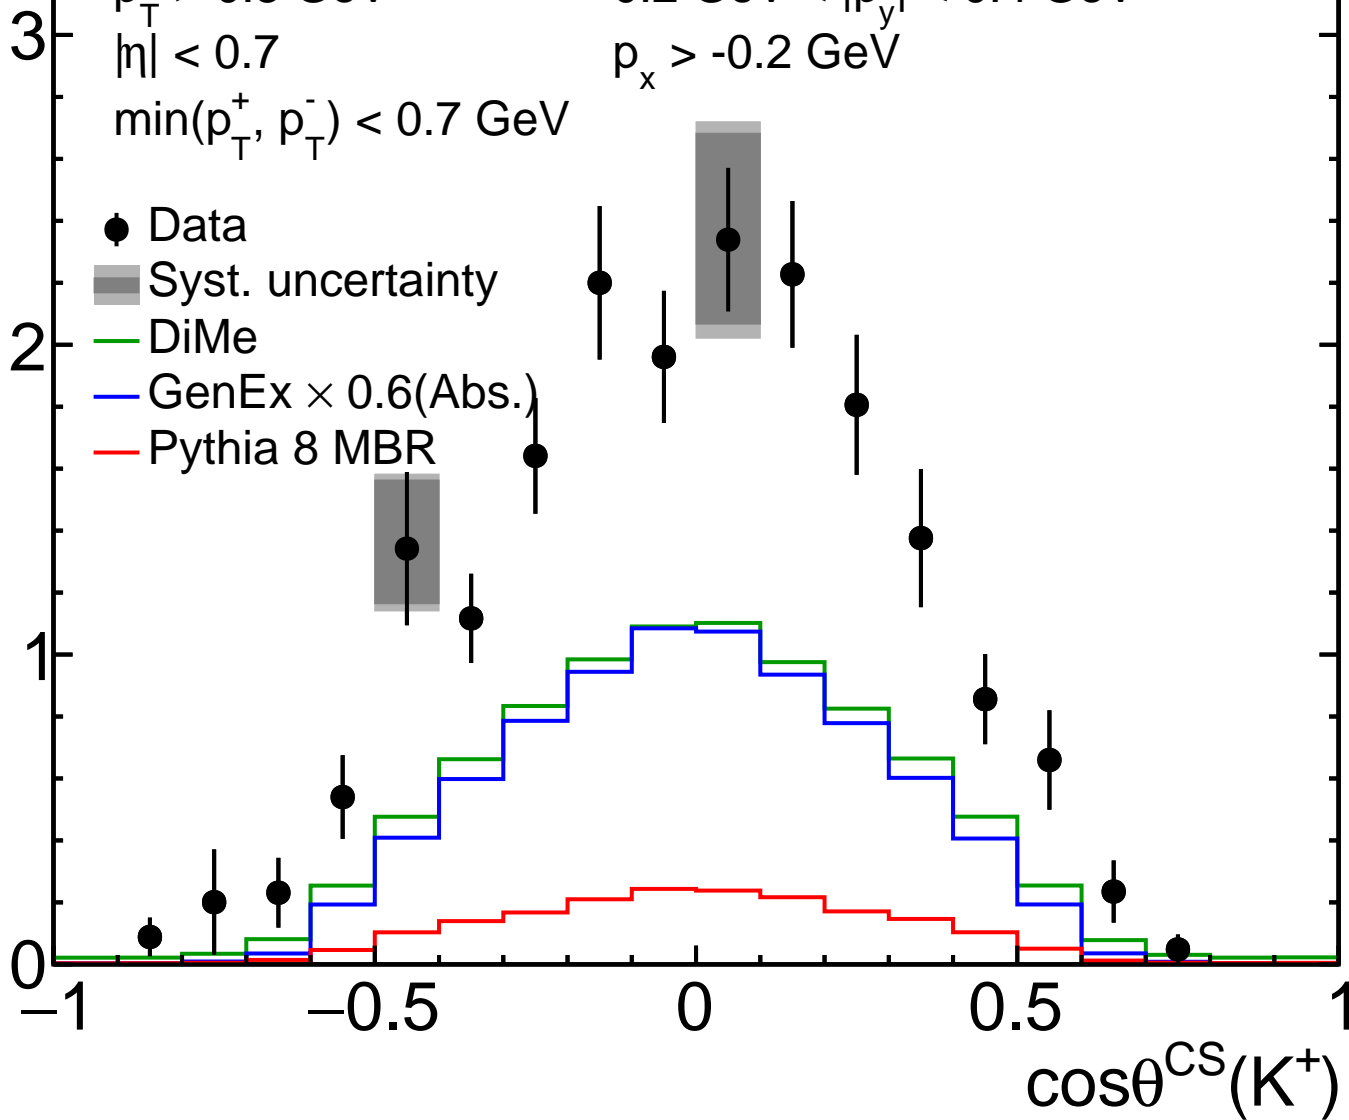 3
|η| < 0.7
p_x > -0.2 GeV
min(p_T^+, p_T^-) < 0.7 GeV
Data
Syst. uncertainty
2
DiMe
GenEx × 0.6(Abs.)
Pythia 8 MBR
1
0
−1 −0.5 0 0.5 1
cosθ^CS(K^+)